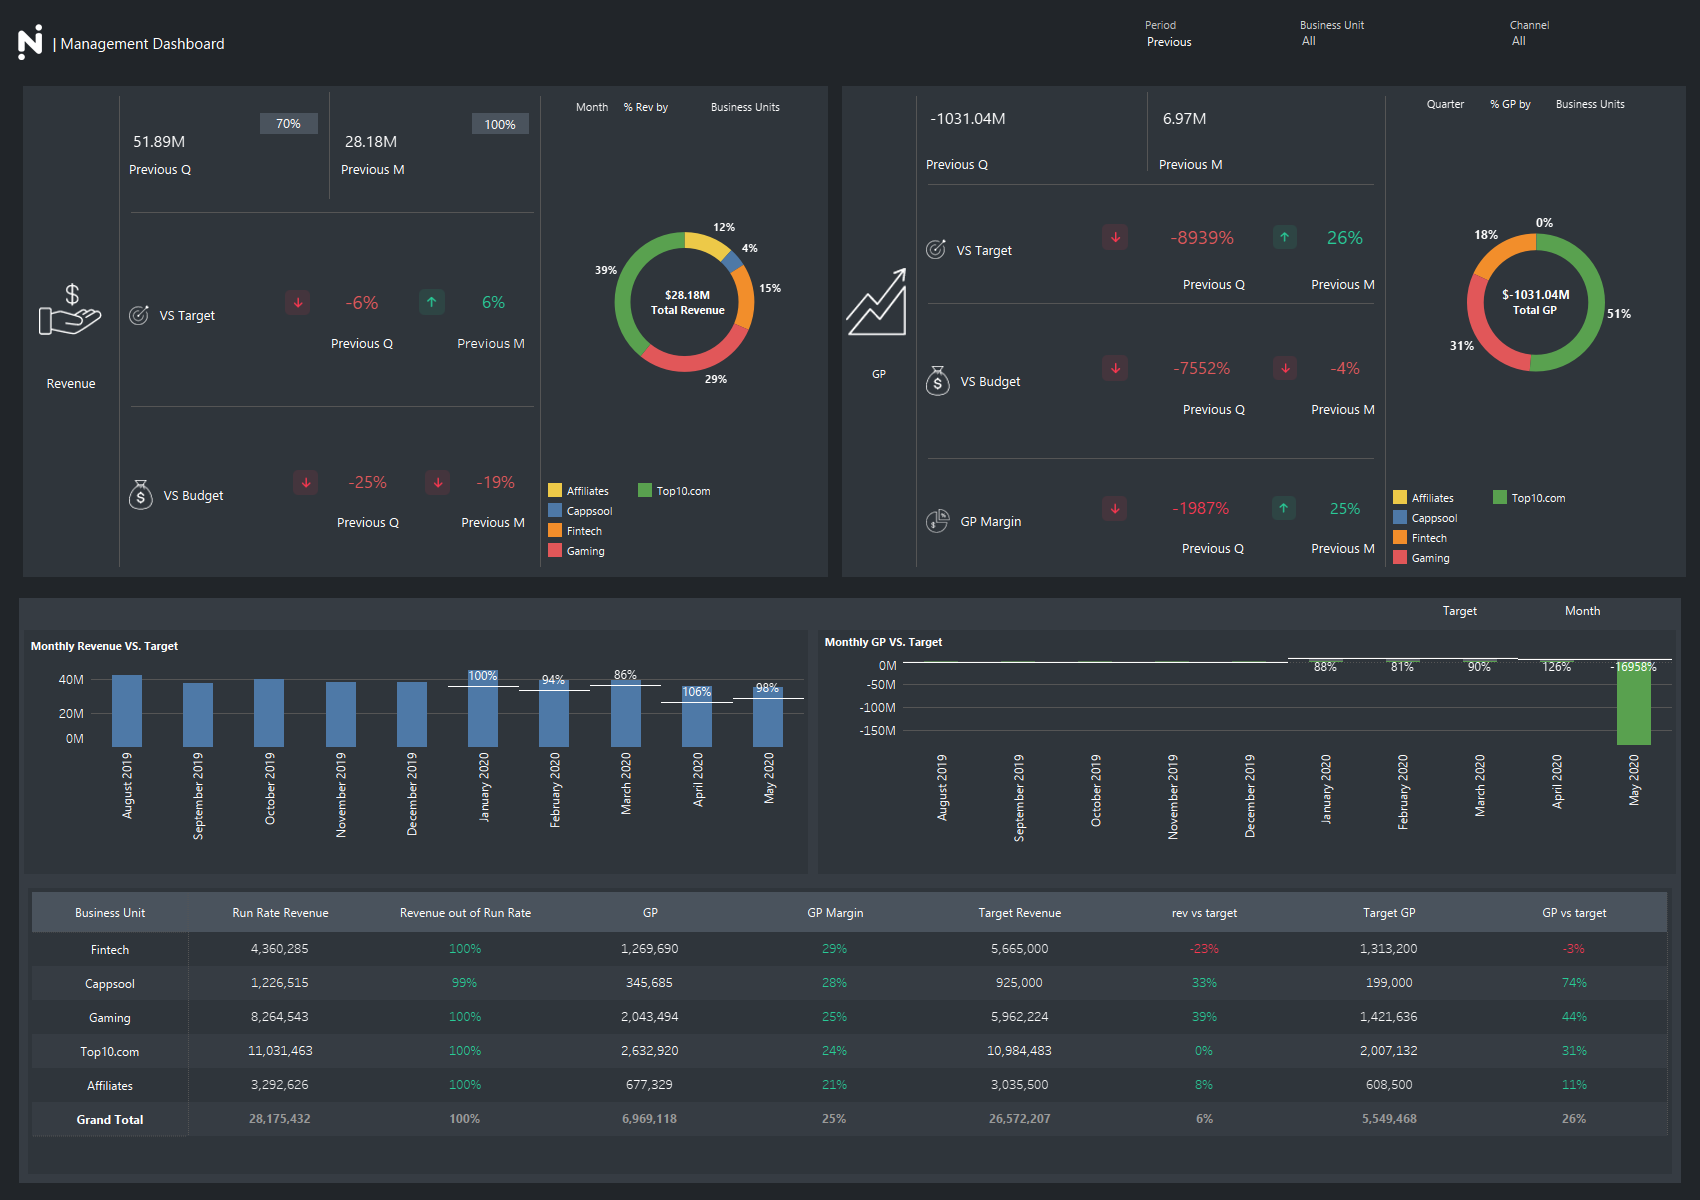 | Management Dashboard
Period
Previous
Business Unit
All
Channel
All
70%
51.89M
Previous Q
100%
28.18M
Previous M
Month % Rev by Business Units
Revenue
VS Target
-6%
Previous Q
6%
Previous M
VS Budget
-25%
Previous Q
-19%
Previous M
12%
4%
15%
29%
39%
$28.18M
Total Revenue
Affiliates
Cappsool
Fintech
Gaming
Top10.com
-1031.04M
Previous Q
6.97M
Previous M
Quarter % GP by Business Units
GP
VS Target
-8939%
Previous Q
26%
Previous M
VS Budget
-7552%
Previous Q
-4%
Previous M
GP Margin
-1987%
Previous Q
25%
Previous M
0%
18%
51%
31%
$-1031.04M
Total GP
Affiliates
Cappsool
Fintech
Gaming
Top10.com
Target Month
Monthly Revenue VS. Target
40M
20M
0M
100%
94%
86%
106%
98%
August 2019
September 2019
October 2019
November 2019
December 2019
January 2020
February 2020
March 2020
April 2020
May 2020
Monthly GP VS. Target
0M
-50M
-100M
-150M
88%
81%
90%
126%
-16958%
August 2019
September 2019
October 2019
November 2019
December 2019
January 2020
February 2020
March 2020
April 2020
May 2020
Business Unit Run Rate Revenue Revenue out of Run Rate GP GP Margin Target Revenue rev vs target Target GP GP vs target
Fintech 4,360,285 100% 1,269,690 29% 5,665,000 -23% 1,313,200 -3%
Cappsool 1,226,515 99% 345,685 28% 925,000 33% 199,000 74%
Gaming 8,264,543 100% 2,043,494 25% 5,962,224 39% 1,421,636 44%
Top10.com 11,031,463 100% 2,632,920 24% 10,984,483 0% 2,007,132 31%
Affiliates 3,292,626 100% 677,329 21% 3,035,500 8% 608,500 11%
Grand Total 28,175,432 100% 6,969,118 25% 26,572,207 6% 5,549,468 26%